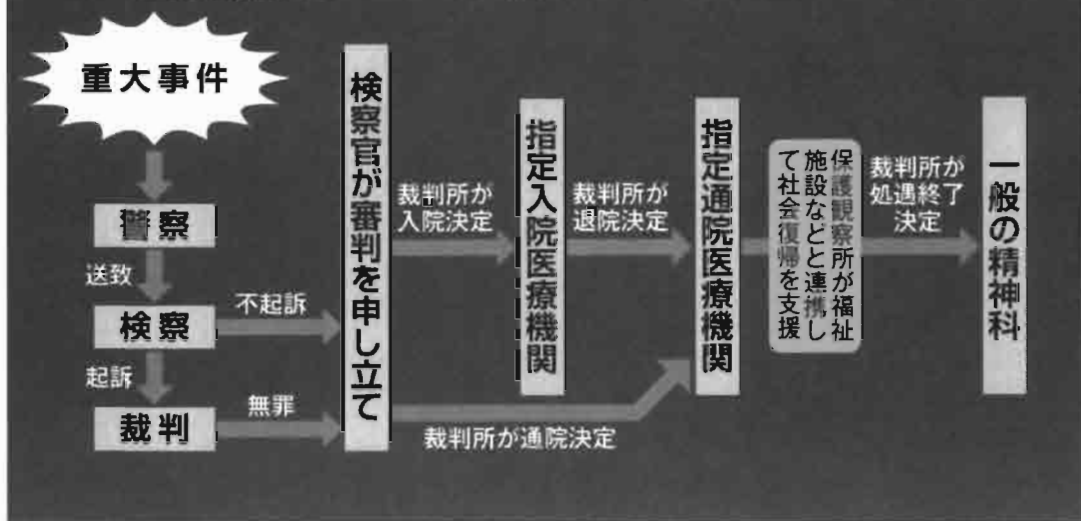 重大事件
警察
送致
検察
不起訴
起訴
裁判
無罪
検察官が審判を申し立て
裁判所が
入院決定
指定入院医療機関
裁判所が
退院決定
裁判所が通院決定
指定通院医療機関
保護観察所が福祉
施設などと連携し
て社会復帰を支援
裁判所が
処遇終了
決定
一般の精神科